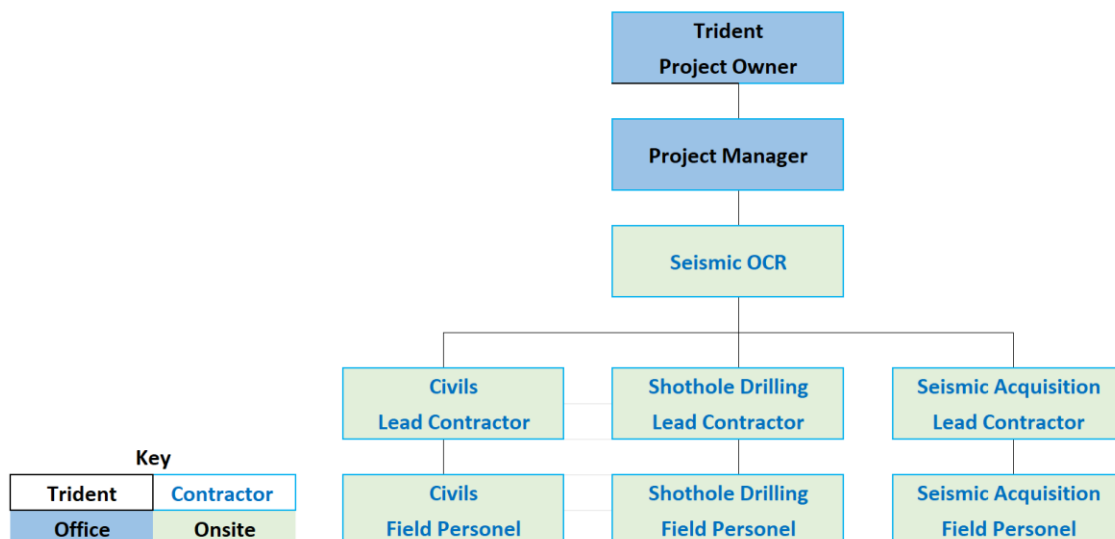 Trident
Project Owner
Project Manager
Seismic OCR
Civils
Lead Contractor
Shothole Drilling
Lead Contractor
Seismic Acquisition
Lead Contractor
Civils
Field Personel
Shothole Drilling
Field Personel
Seismic Acquisition
Field Personel
Key
Trident
Contractor
Office
Onsite